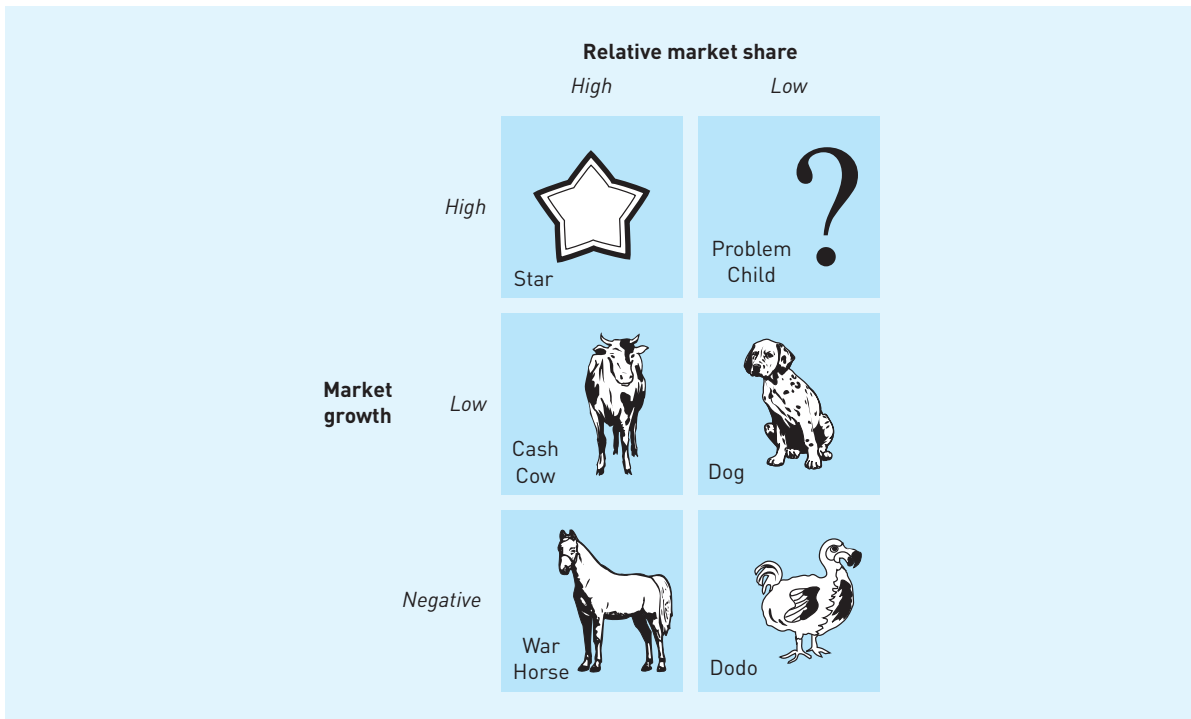 Relative market share
High Low
High
Star
Problem
Child
Market
growth
Low
Cash
Cow
Dog
Negative
War
Horse
Dodo